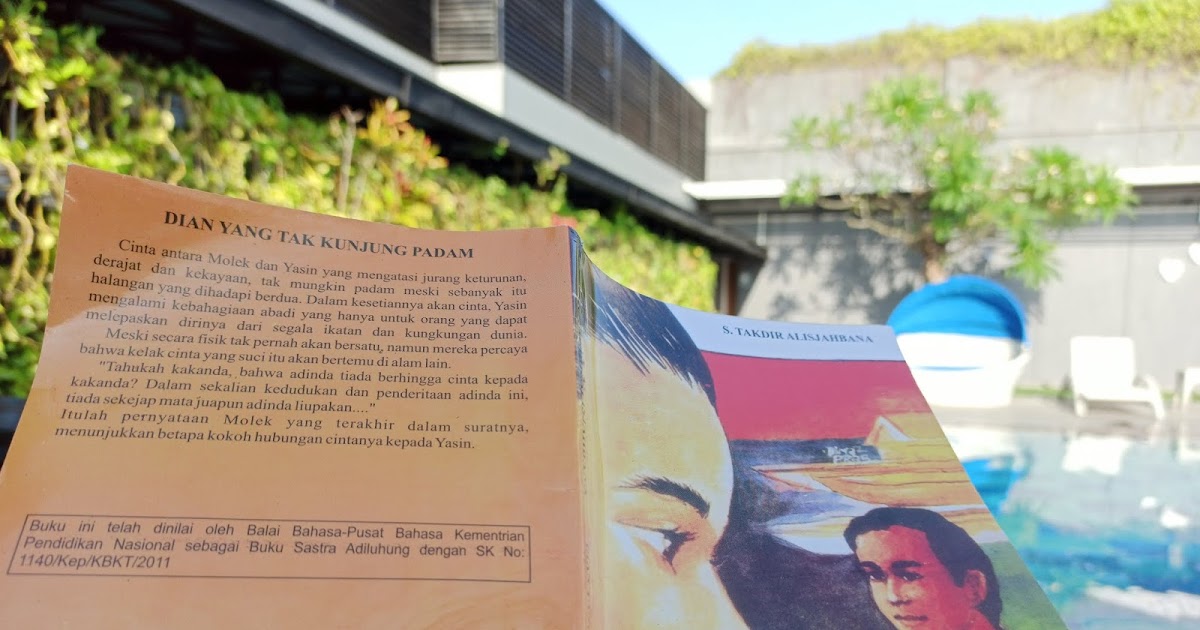 DIAN YANG TAK KUNJUNG PADAM
Cinta antara Molek dan Yasin yang mengatasi jurang keturunan,
derajat dan kekayaan, tak mungkin padam meski sebanyak itu
halangan yang dihadapi berdua. Dalam kesetiannya akan cinta, Yasin
mengalami kebahagiaan abadi yang hanya untuk orang yang dapat
melepaskan dirinya dari segala ikatan dan kungkungan dunia.
Meski secara fisik tak pernah akan bersatu, namun mereka percaya
bahwa kelak cinta yang suci itu akan bertemu di alam lain.
"Tahukah kakanda, bahwa adinda tiada berhingga cinta kepada
kakanda? Dalam sekalian kedudukan dan penderitaan adinda ini,
tiada sekejap mata juapun adinda liupakan...."
Itulah pernyataan Molek yang terakhir dalam suratnya,
menunjukkan betapa kokoh hubungan cintanya kepada Yasin.
Buku ini telah dinilai oleh Balai Bahasa-Pusat Bahasa Kementrian
Pendidikan Nasional sebagai Buku Sastra Adiluhung dengan SK No:
1140/Kep/KBKT/2011
S. TAKDIR ALISJAHBANA